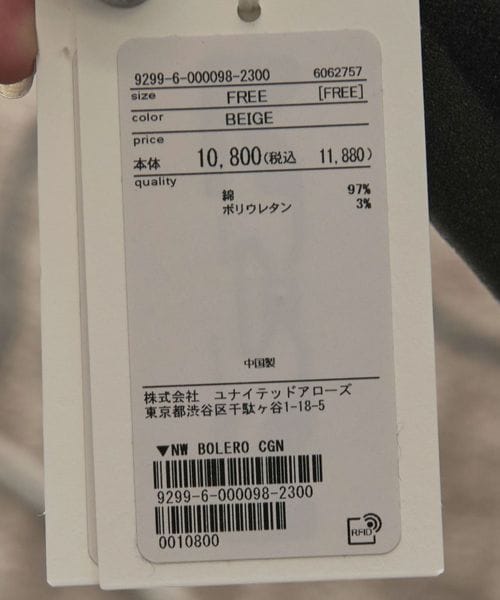 9299-6-000098-2300 6062757
size FREE [FREE]
color BEIGE
price
本体 10,800(税込 11,880)
quality
綿 97%
ポリウレタン 3%
中国製
株式会社 ユナイテッドアローズ
東京都渋谷区千駄ヶ谷1-18-5
▼NW BOLERO CGN
9299-6-000098-2300
0010800
RFID